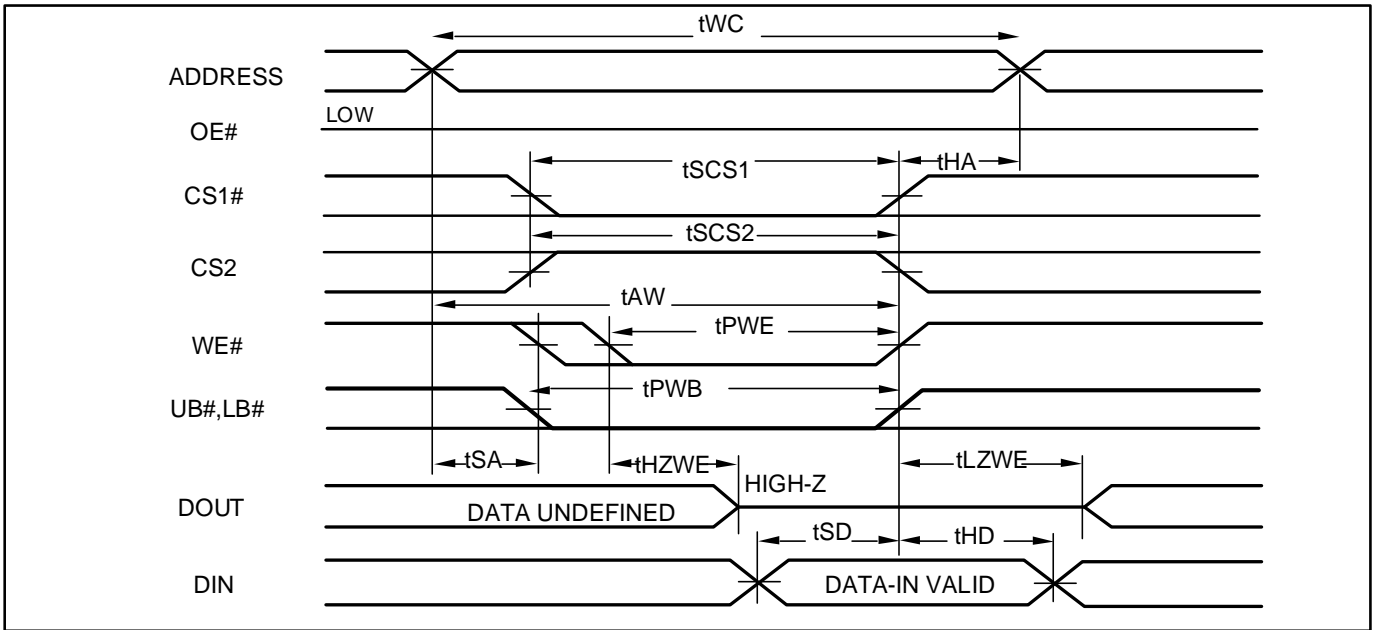 tWC
ADDRESS
LOW
OE#
tSCS1
tHA
CS1#
tSCS2
CS2
tAW
tPWE
WE#
tPWB
UB#,LB#
tSA
tHZWE
tLZWE
HIGH-Z
DOUT
DATA UNDEFINED
tSD
tHD
DIN
DATA-IN VALID